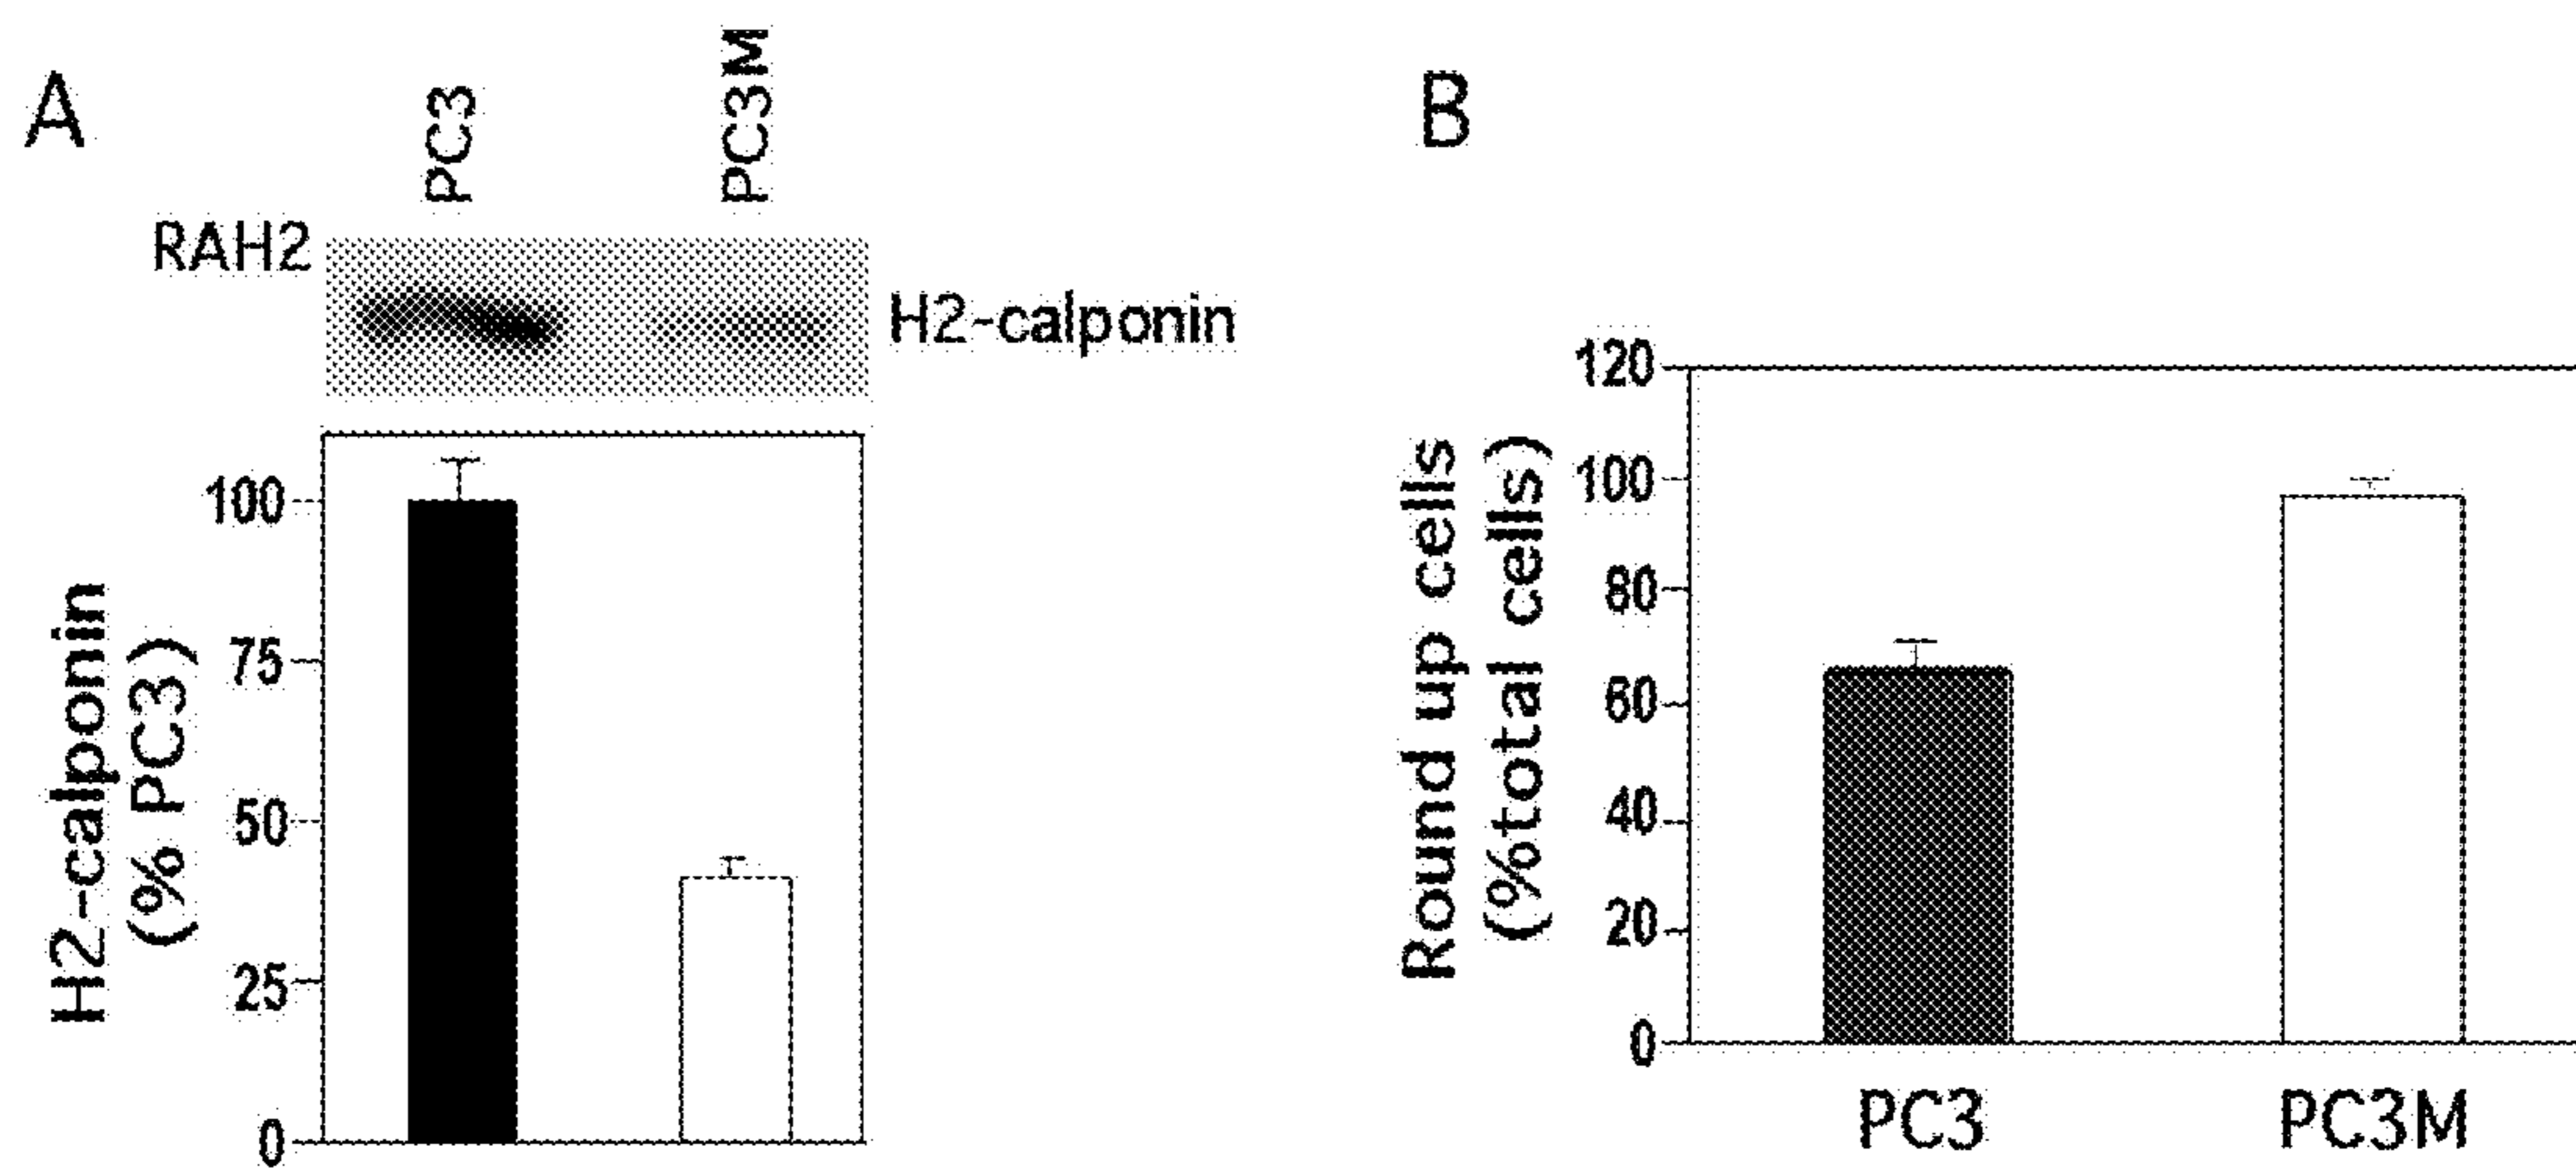 A
PC3
PC3M
RAH2
H2-calponin
H2-calponin
(% PC3)
100
75
50
25
0
B
Round up cells
(%total cells)
120
100
80
60
40
20
0
PC3
PC3M